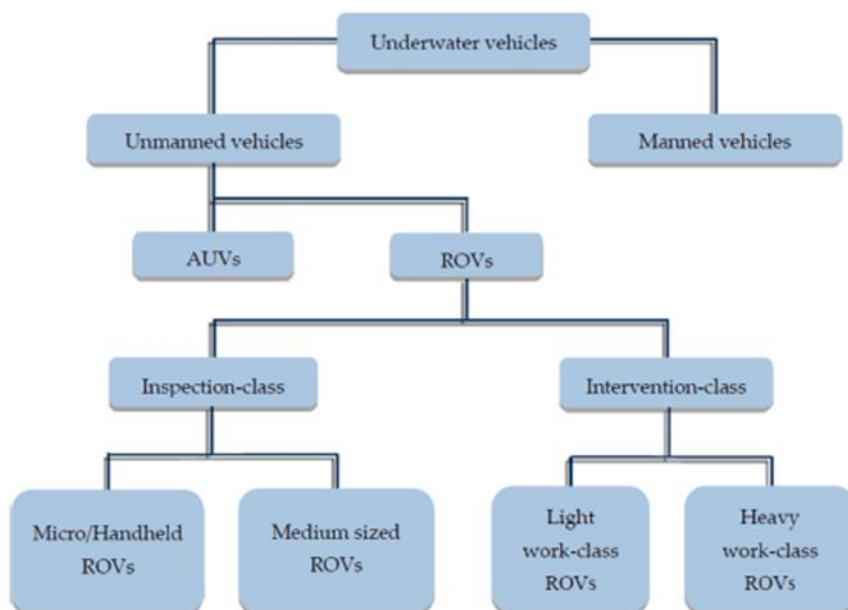 Underwater vehicles
Unmanned vehicles
Manned vehicles
AUVs
ROVs
Inspection-class
Intervention-class
Micro/Handheld
ROVs
Medium sized
ROVs
Light
work-class
ROVs
Heavy
work-class
ROVs